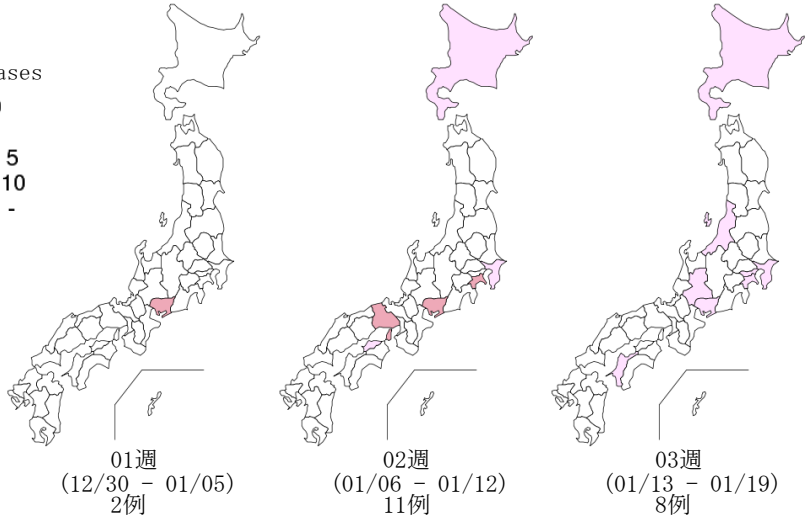 ases
5
10
-
01週
(12/30 - 01/05)
2例
02週
(01/06 - 01/12)
11例
03週
(01/13 - 01/19)
8例